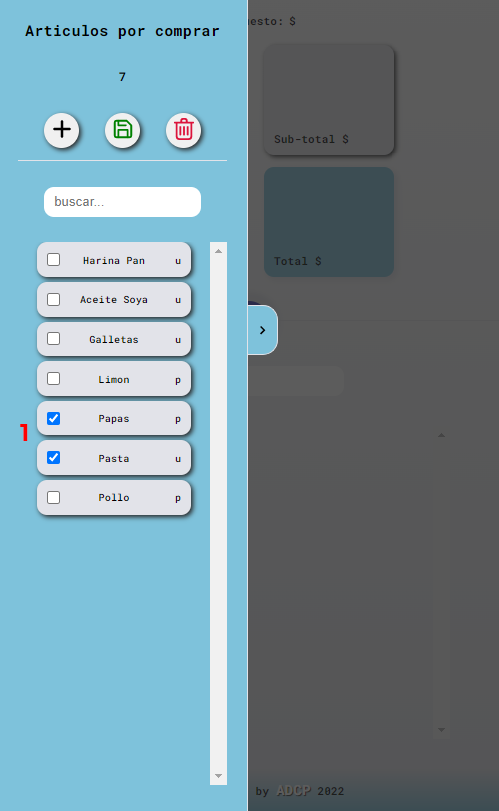 Articulos por comprar
7
buscar...
Harina Pan u
Aceite Soya u
Galletas u
Limon p
Papas p
1
Pasta u
Pollo p
uesto: $
Sub-total $
Total $
by ADCP 2022